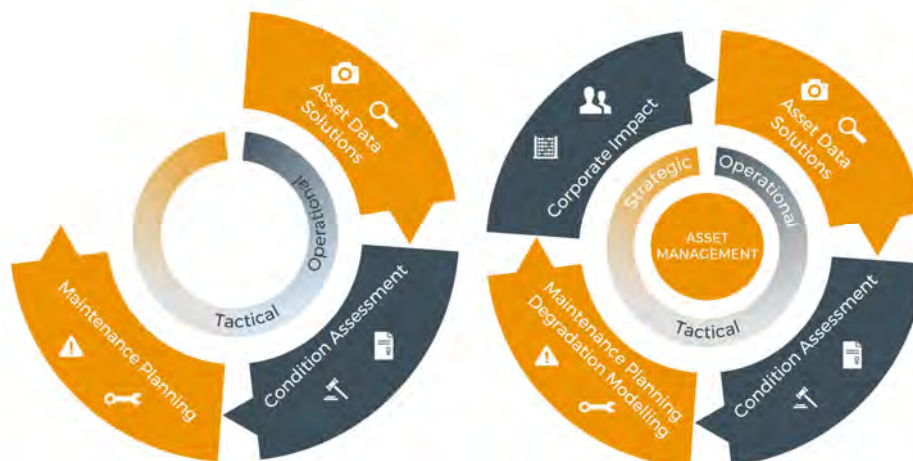 Asset Data
Solutions
Operational
Tactical
Condition Assessment
Maintenance Planning
Corporate Impact
Asset Data
Solutions
Strategic
Operational
ASSET
MANAGEMENT
Tactical
Condition Assessment
Maintenance Planning
Degradation Modelling